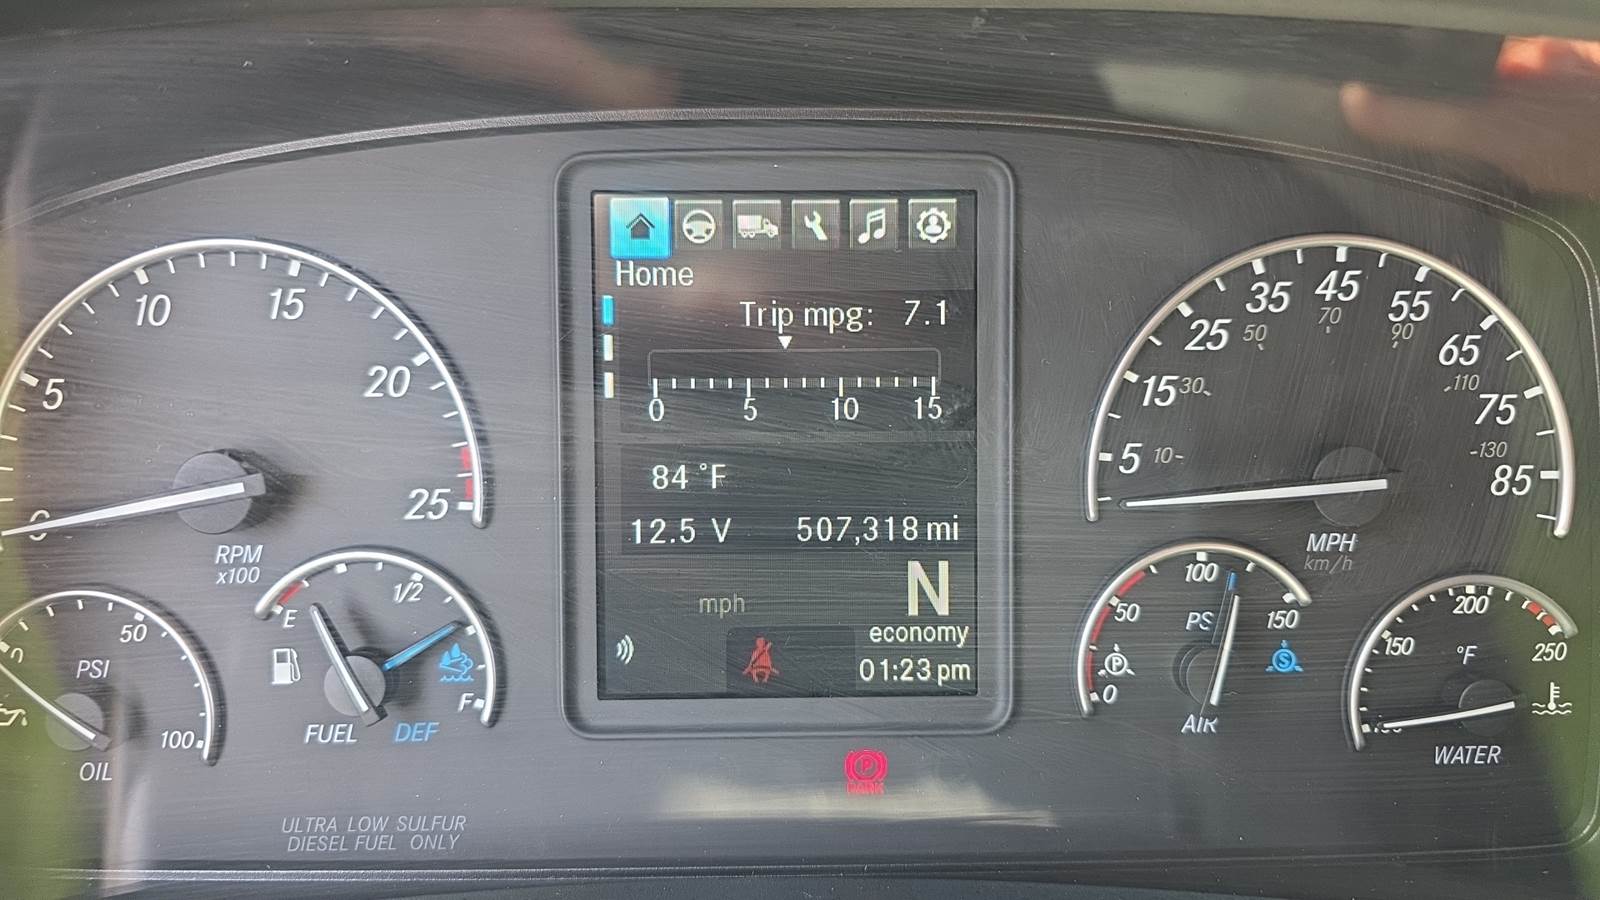 Home
Trip mpg: 7.1
0 5 10 15
84 °F
12.5 V 507,318 mi
N
mph
economy
01:23 pm
0 5 10 15 20 25
RPM
x100
5 15 25 35 45 55 65 75 85
10 30 50 70 90 110 130
MPH
km/h
0 50 100
PSI
OIL
E 1/2 F
FUEL DEF
0 50 100 150
P
S
AIR
150 200 250
°F
WATER
P
PARK
ULTRA LOW SULFUR
DIESEL FUEL ONLY